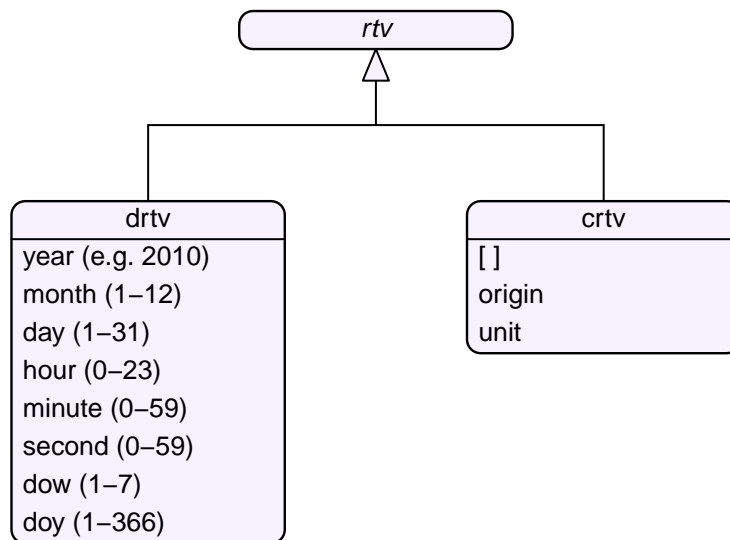 rtv
drtv
year (e.g. 2010)
month (1−12)
day (1−31)
hour (0−23)
minute (0−59)
second (0−59)
dow (1−7)
doy (1−366)
crtv
[ ]
origin
unit